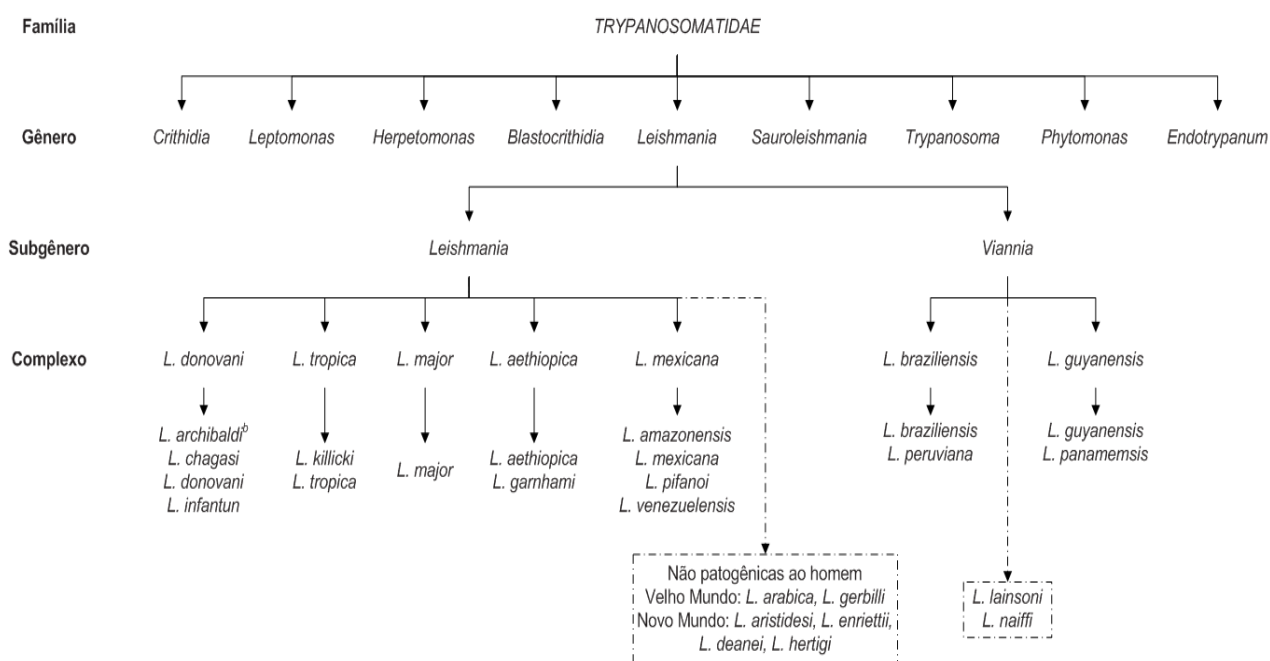 Família TRYPANOSOMATIDAE
Gênero Crithidia Leptomonas Herpetomonas Blastocrithidia Leishmania Sauroleishmania Trypanosoma Phytomonas Endotrypanum
Subgênero Leishmania Viannia
Complexo L. donovani L. tropica L. major L. aethiopica L. mexicana L. braziliensis L. guyanensis
L. archibaldiᵇ
L. chagasi
L. donovani
L. infantun
L. killicki
L. tropica
L. major
L. aethiopica
L. garnhami
L. amazonensis
L. mexicana
L. pifanoi
L. venezuelensis
L. braziliensis
L. peruviana
L. guyanensis
L. panamemsis
Não patogênicas ao homem
Velho Mundo: L. arabica, L. gerbilli
Novo Mundo: L. aristidesi, L. enriettii,
L. deanei, L. hertigi
L. lainsoni
L. naiffi